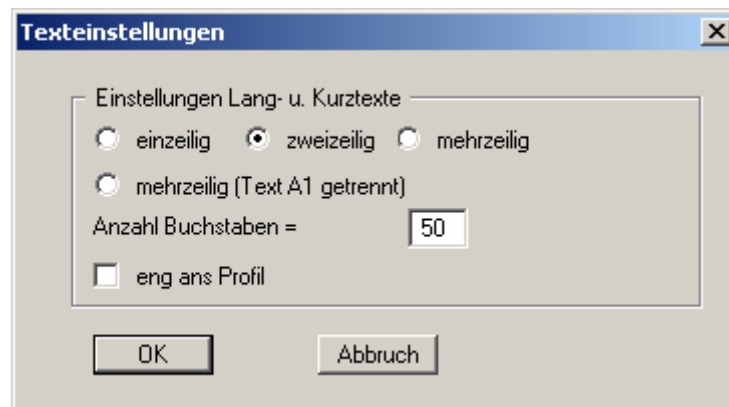 Texteinstellungen
Einstellungen Lang- u. Kurztexte
einzeilig zweizeilig mehrzeilig
mehrzeilig (Text A1 getrennt)
Anzahl Buchstaben = 50
eng ans Profil
OK Abbruch